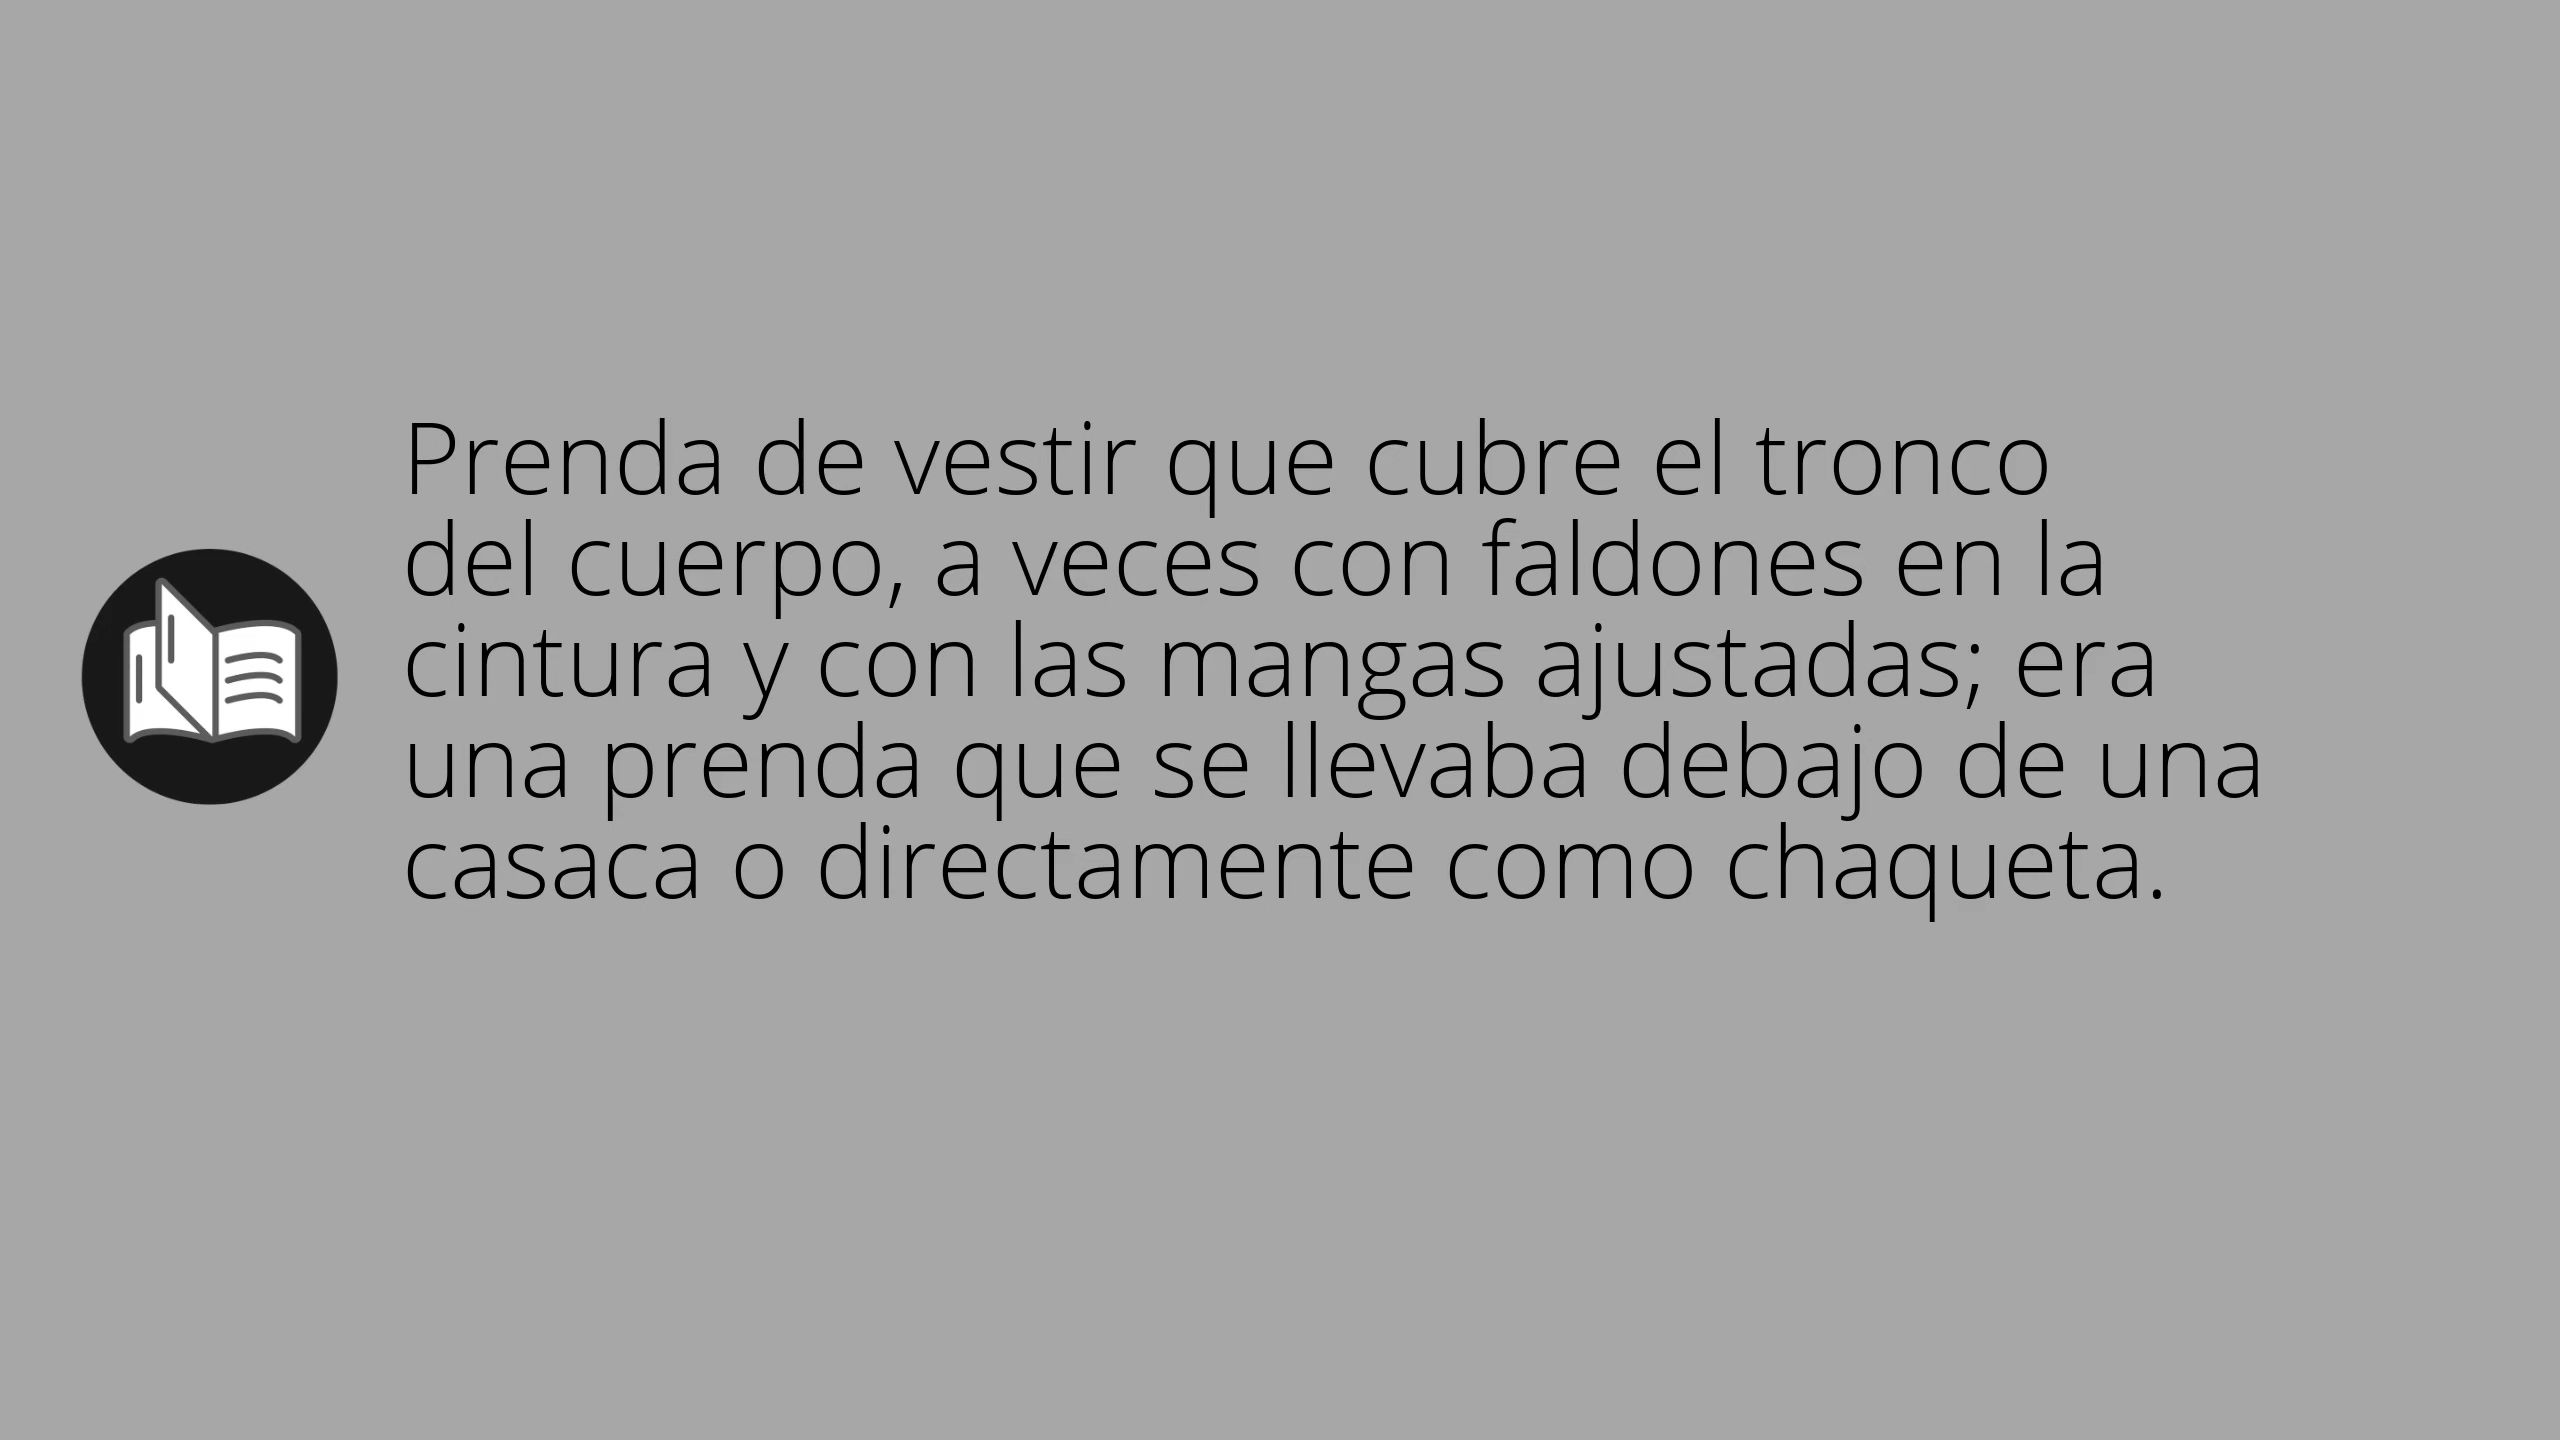 Prenda de vestir que cubre el tronco
del cuerpo, a veces con faldones en la
cintura y con las mangas ajustadas; era
una prenda que se llevaba debajo de una
casaca o directamente como chaqueta.